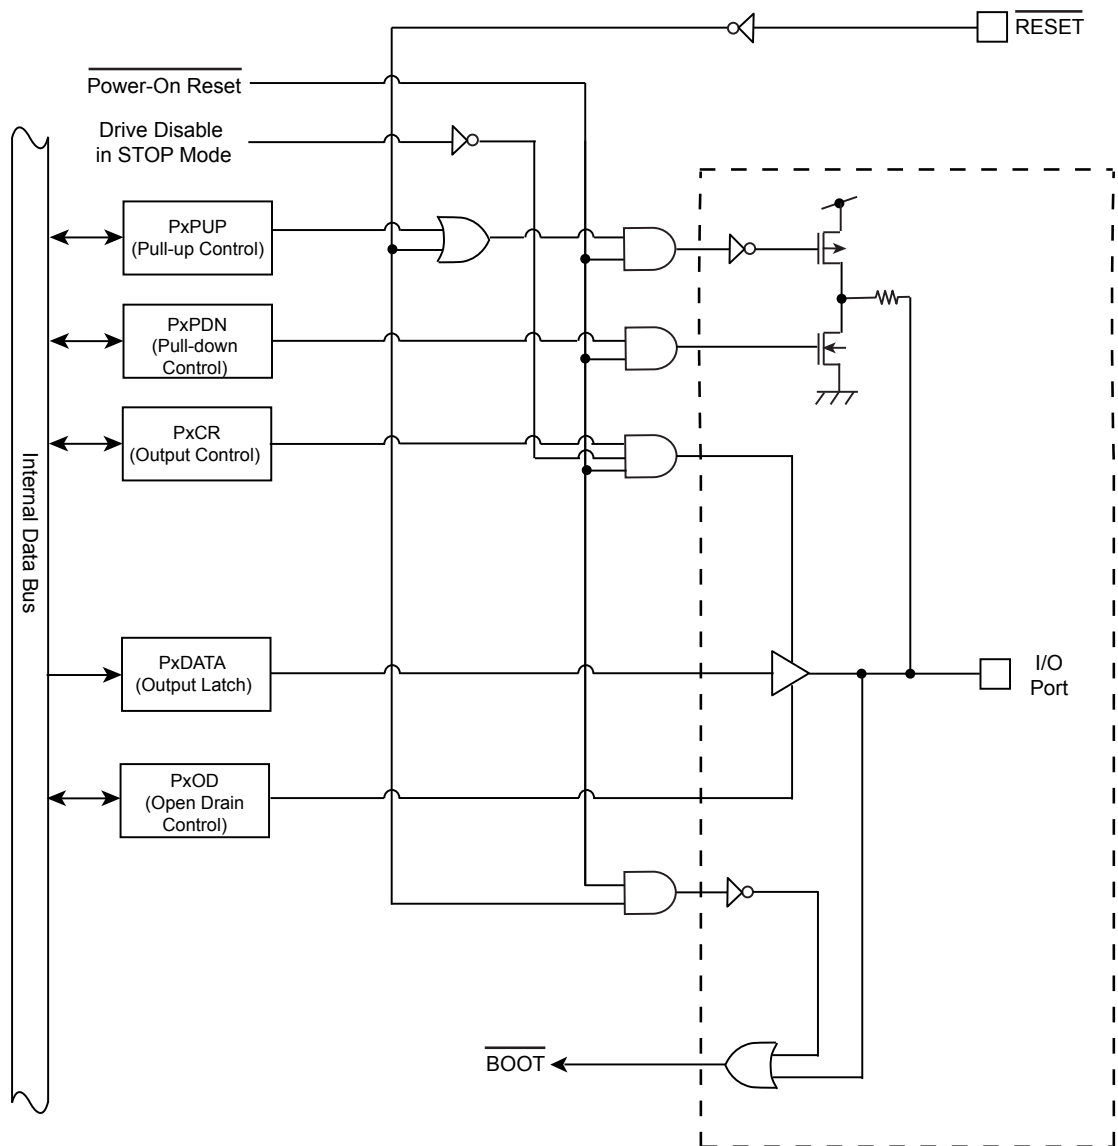 RESET
Power-On Reset
Drive Disable
in STOP Mode
PxPUP
(Pull-up Control)
PxPDN
(Pull-down
Control)
PxCR
(Output Control)
Internal Data Bus
PxDATA
(Output Latch)
I/O
Port
PxOD
(Open Drain
Control)
BOOT